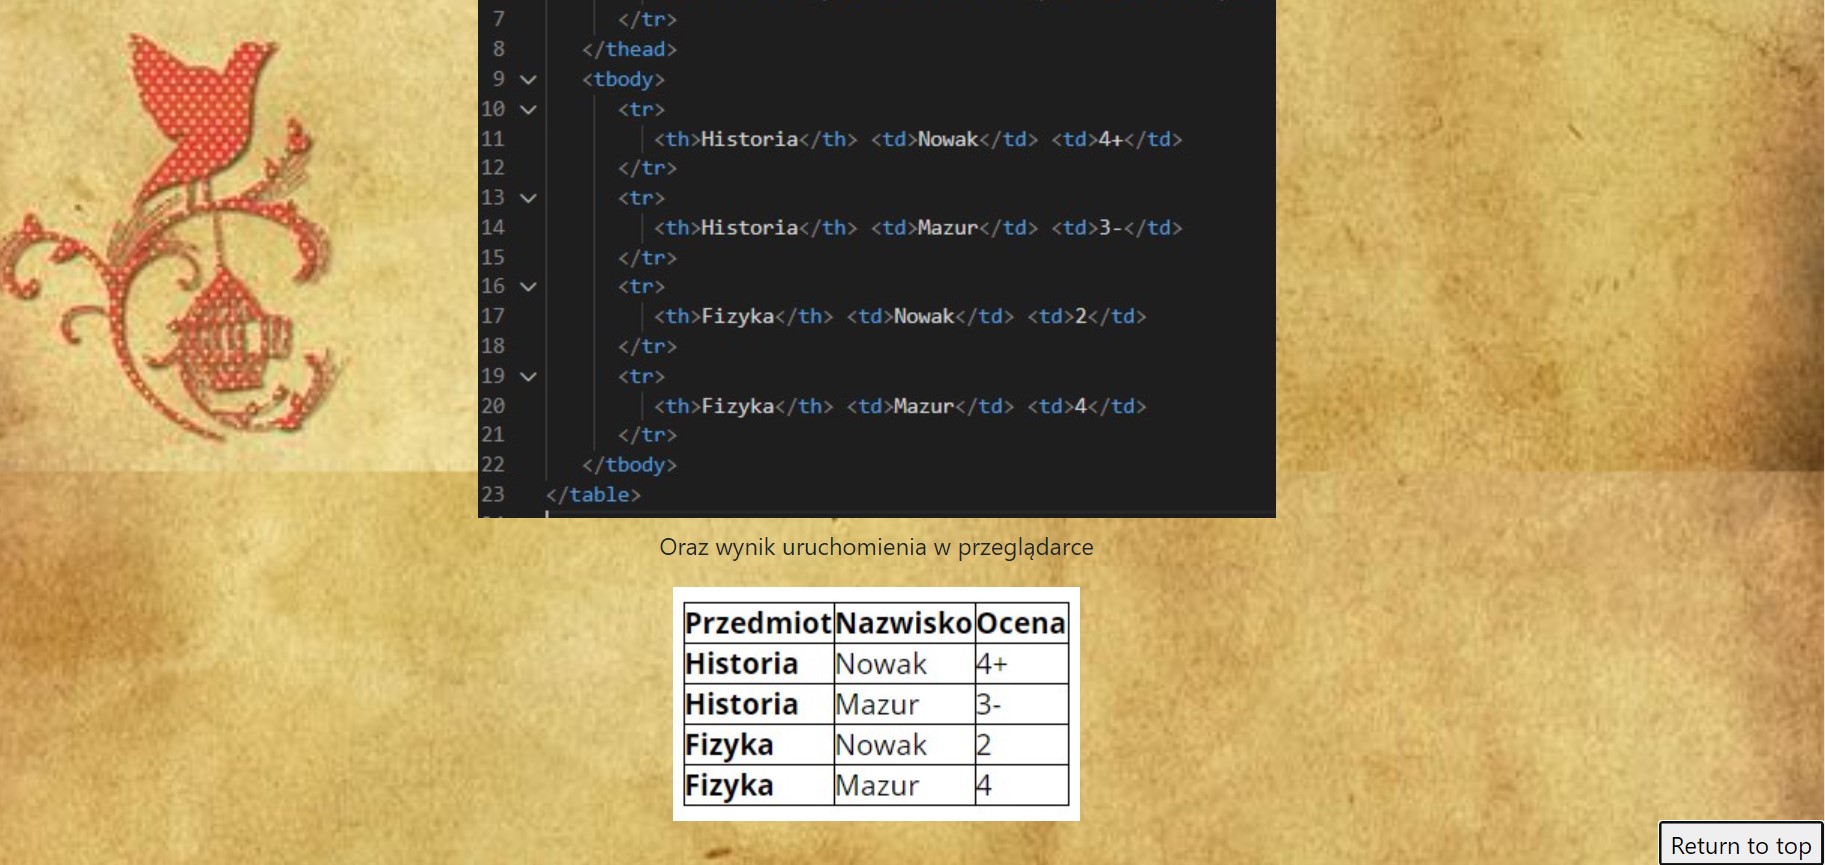 7 </tr>
8 </thead>
9 <tbody>
10 <tr>
11 <th>Historia</th> <td>Nowak</td> <td>4+</td>
12 </tr>
13 <tr>
14 <th>Historia</th> <td>Mazur</td> <td>3-</td>
15 </tr>
16 <tr>
17 <th>Fizyka</th> <td>Nowak</td> <td>2</td>
18 </tr>
19 <tr>
20 <th>Fizyka</th> <td>Mazur</td> <td>4</td>
21 </tr>
22 </tbody>
23 </table>
Oraz wynik uruchomienia w przeglądarce
Przedmiot Nazwisko Ocena
Historia Nowak 4+
Historia Mazur 3-
Fizyka Nowak 2
Fizyka Mazur 4
Return to top